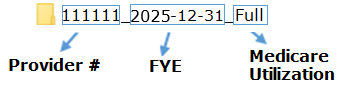 111111_2025-12-31_Full
Provider #
FYE
Medicare
Utilization